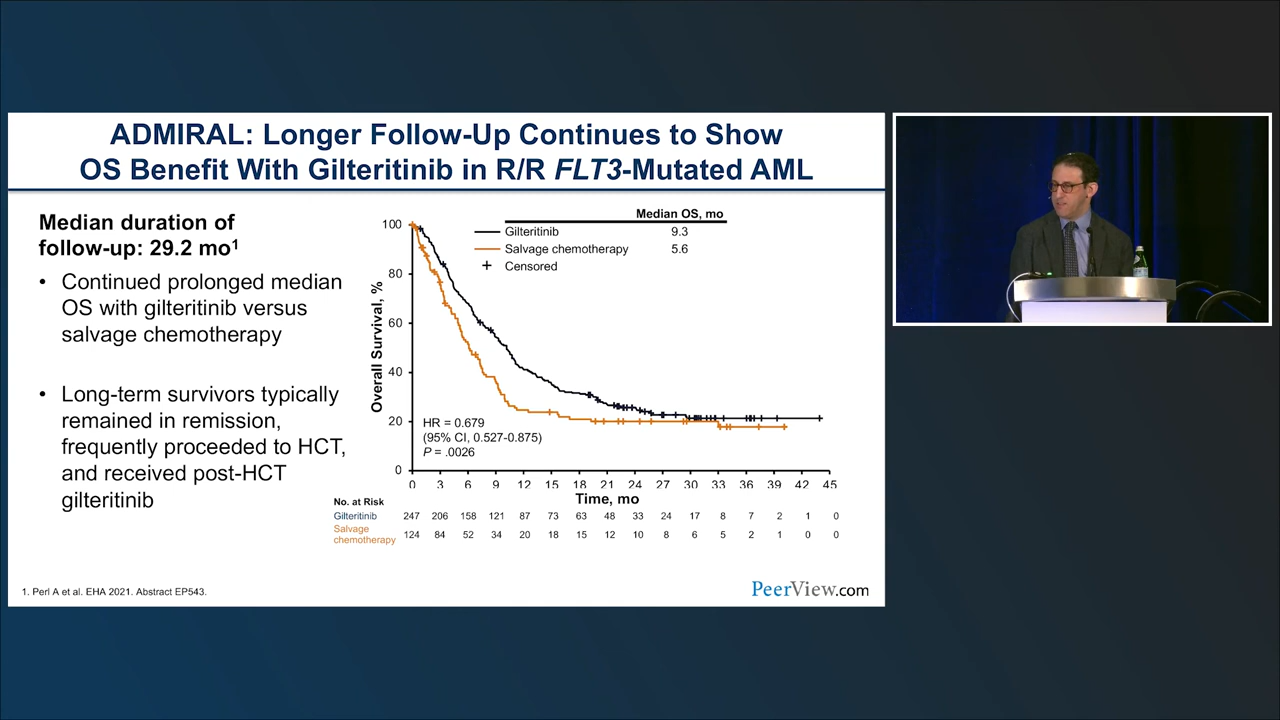 ADMIRAL: Longer Follow-Up Continues to Show
OS Benefit With Gilteritinib in R/R FLT3-Mutated AML
Median duration of
follow-up: 29.2 mo1
• Continued prolonged median
OS with gilteritinib versus
salvage chemotherapy
• Long-term survivors typically
remained in remission,
frequently proceeded to HCT,
and received post-HCT
gilteritinib
Median OS, mo
Gilteritinib 9.3
Salvage chemotherapy 5.6
+ Censored
Overall Survival, %
100
80
60
40
20
0
HR = 0.679
(95% CI, 0.527-0.875)
P = .0026
0 3 6 9 12 15 18 21 24 27 30 33 36 39 42 45
Time, mo
No. at Risk
Gilteritinib 247 206 158 121 87 73 63 48 33 24 17 8 7 2 1 0
Salvage
chemotherapy 124 84 52 34 20 18 15 12 10 8 6 5 2 1 0 0
1. Perl A et al. EHA 2021. Abstract EP543.
PeerView.com